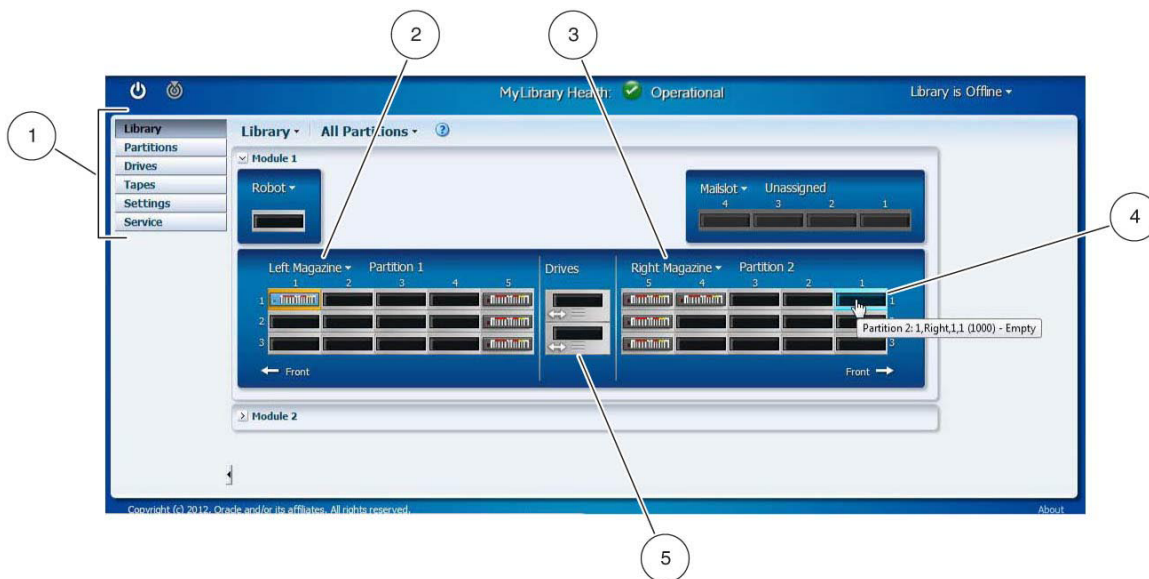 2
3
MyLibrary Health: Operational
Library is Offline
1
Library
Partitions
Drives
Tapes
Settings
Service
Library All Partitions ?
Module 1
Robot
Mailslot Unassigned
4 3 2 1
4
Left Magazine Partition 1
1 2 3 4 5
1
2
3
Front
Drives
Right Magazine Partition 2
5 4 3 2 1
1
3
Partition 2: 1,Right,1,1 (1000) - Empty
Front
Module 2
Copyright (c) 2012, Oracle and/or its affiliates. All rights reserved.
About
5